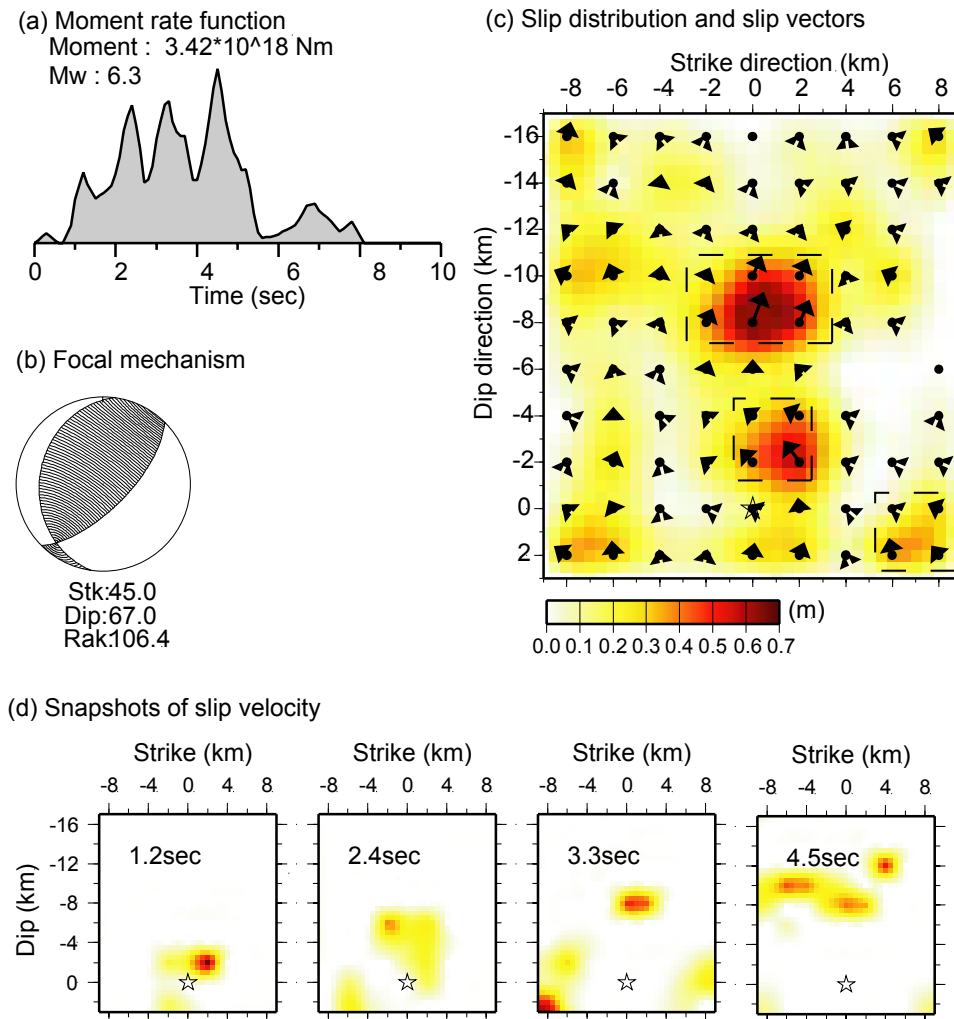 (a) Moment rate function
Moment : 3.42*10^18 Nm
Mw : 6.3
0 2 4 6 8 10
Time (sec)
(b) Focal mechanism
Stk:45.0
Dip:67.0
Rak:106.4
(c) Slip distribution and slip vectors
Strike direction (km)
-8 -6 -4 -2 0 2 4 6 8
Dip direction (km)
-16
-14
-12
-10
-8
-6
-4
-2
0
2
(m)
0.0 0.1 0.2 0.3 0.4 0.5 0.6 0.7
(d) Snapshots of slip velocity
Strike (km) Strike (km) Strike (km) Strike (km)
-8 -4 0 4 8 -8 -4 0 4 8 -8 -4 0 4 8 -8 -4 0 4 8
Dip (km)
-16
-12
-8
-4
0
1.2sec 2.4sec 3.3sec 4.5sec